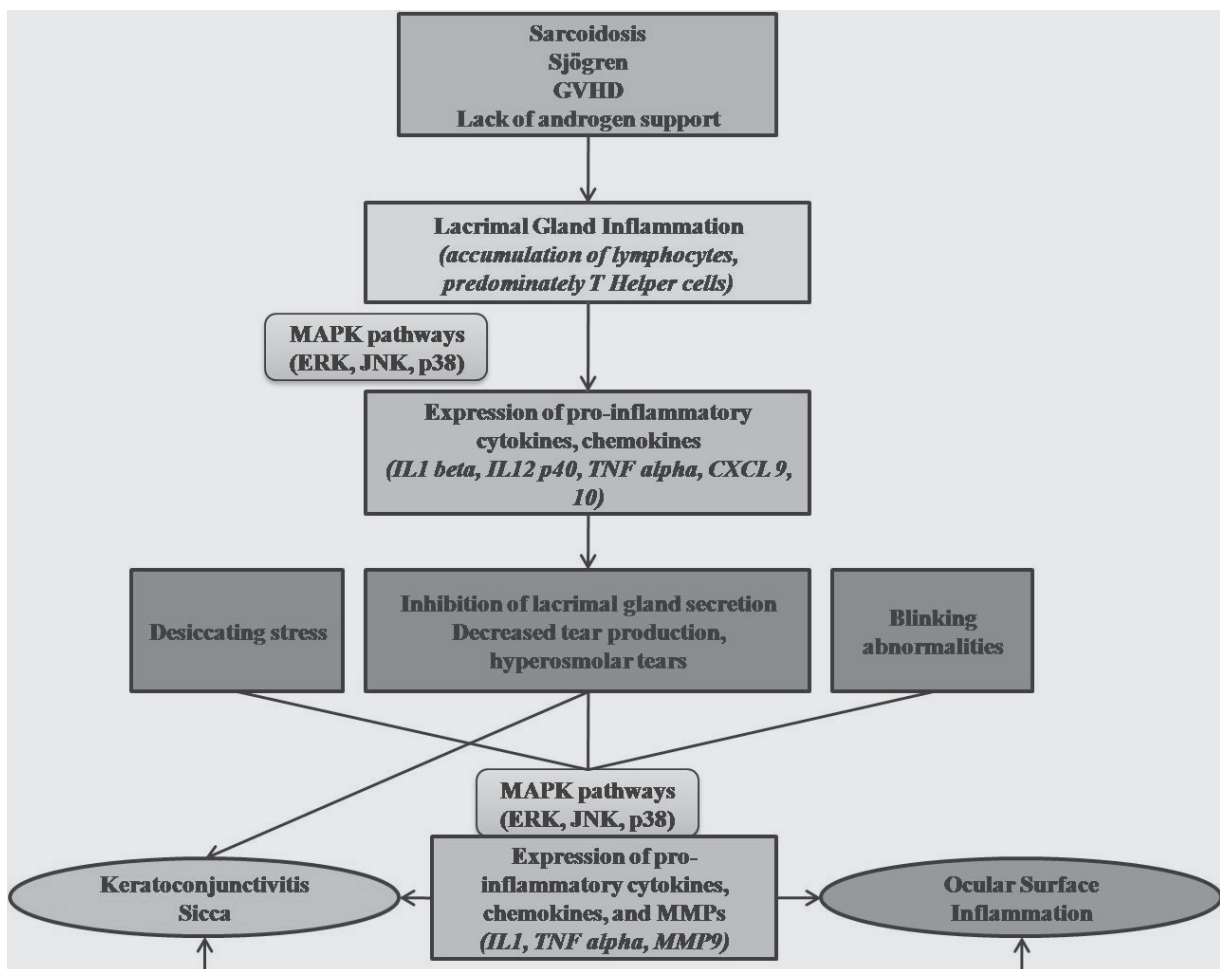 Sarcoidosis
Sjögren
GVHD
Lack of androgen support
Lacrimal Gland Inflammation
(accumulation of lymphocytes,
predominately T Helper cells)
MAPK pathways
(ERK, JNK, p38)
Expression of pro-inflammatory
cytokines, chemokines
(IL1 beta, IL12 p40, TNF alpha, CXCL 9,
10)
Desiccating stress
Inhibition of lacrimal gland secretion
Decreased tear production,
hyperosmolar tears
Blinking
abnormalities
MAPK pathways
(ERK, JNK, p38)
Keratoconjunctivitis
Sicca
Expression of pro-
inflammatory cytokines,
chemokines, and MMPs
(IL1, TNF alpha, MMP9)
Ocular Surface
Inflammation